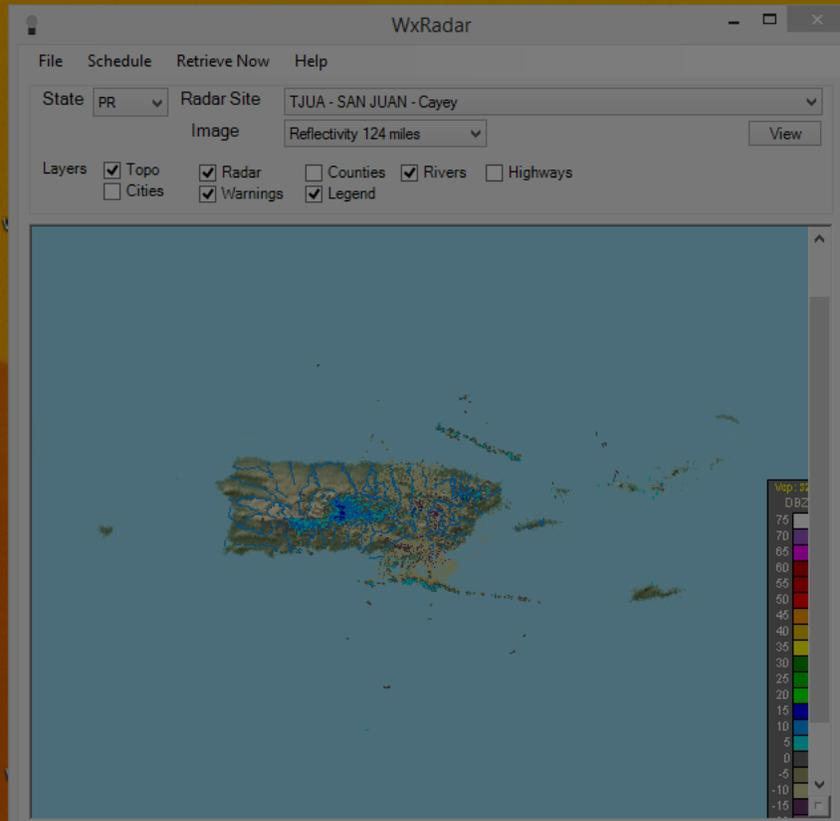 WxRadar
File Schedule Retrieve Now Help
State PR Radar Site TJUA - SAN JUAN - Cayey
Image Reflectivity 124 miles View
Layers Topo Radar Counties Rivers Highways
Cities Warnings Legend
Vcp: 32
DBZ
75
70
65
60
55
50
45
40
35
30
25
20
15
10
5
0
-5
-10
-15